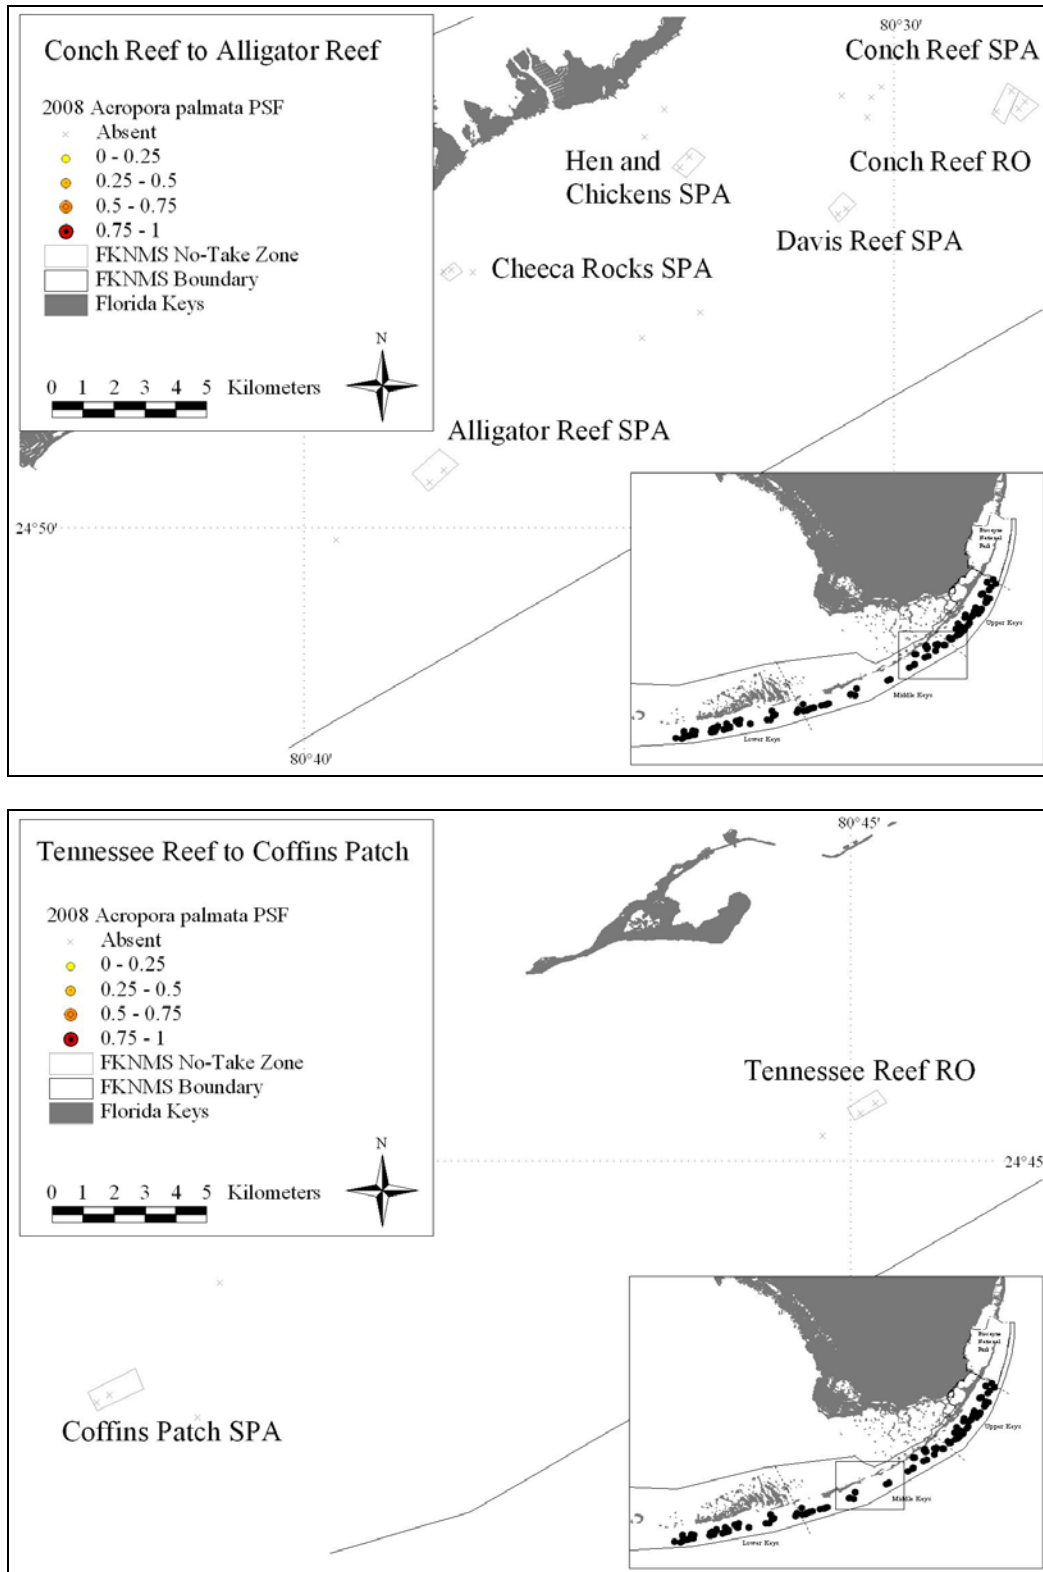 Conch Reef to Alligator Reef
2008 Acropora palmata PSF
Absent
0 - 0.25
0.25 - 0.5
0.5 - 0.75
0.75 - 1
FKNMS No-Take Zone
FKNMS Boundary
Florida Keys
N
0 1 2 3 4 5 Kilometers
80°30'
Conch Reef SPA
Hen and
Chickens SPA
Conch Reef RO
Davis Reef SPA
Cheeca Rocks SPA
Alligator Reef SPA
24°50'
80°40'
Biscayne
National
Park
Upper Keys
Middle Keys
Lower Keys
Tennessee Reef to Coffins Patch
2008 Acropora palmata PSF
Absent
0 - 0.25
0.25 - 0.5
0.5 - 0.75
0.75 - 1
FKNMS No-Take Zone
FKNMS Boundary
Florida Keys
N
0 1 2 3 4 5 Kilometers
80°45'
Tennessee Reef RO
24°45
Coffins Patch SPA
Biscayne
National
Park
Upper Keys
Middle Keys
Lower Keys